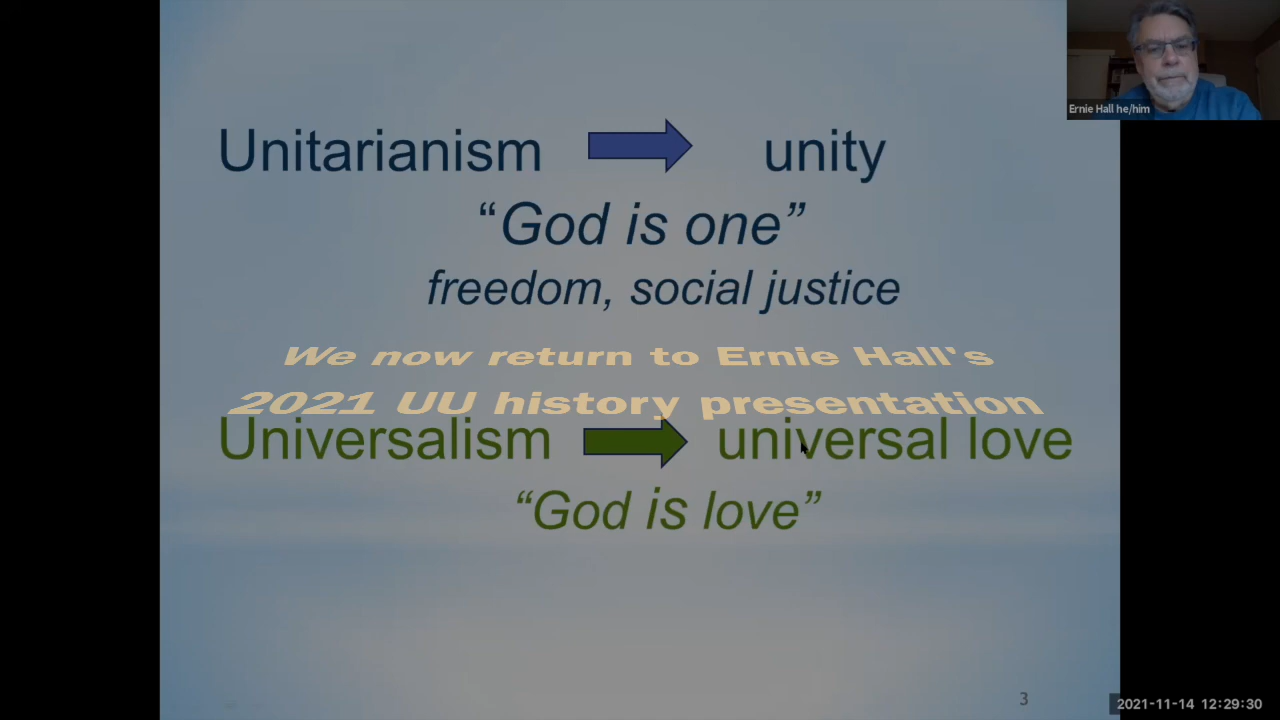 Ernie Hall he/him
Unitarianism unity
“God is one”
freedom, social justice
We now return to Ernie Hall's
2021 UU history presentation
Universalism universal love
“God is love”
3
2021-11-14 12:29:30